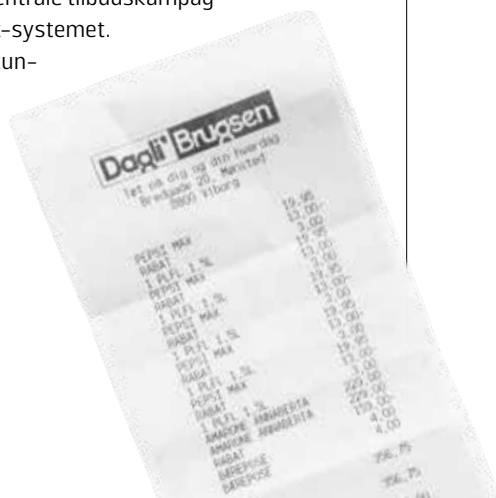 entrale tilbudskampag
t-systemet.
un-
Dagli' Brugsen
Tæt på dig og din hverdag
Bredgade 20, Mønsted
8800 Viborg
PEPSI MAX 19,95
RABAT 13,00-
1 PLFL 1,5L 3,00
PEPSI MAX 19,95
RABAT 13,00-
1 PLFL 1,5L 3,00
PEPSI MAX 19,95
RABAT 13,00-
1 PLFL 1,5L 3,00
PEPSI MAX 19,95
RABAT 13,00-
1 PLFL 1,5L 3,00
PEPSI MAX 19,95
RABAT 13,00-
1 PLFL 1,5L 3,00
AMARONE ANNABERTA 229,00
AMARONE ANNABERTA 229,00
RABAT 159,00-
BÆREPOSE 4,00
BÆREPOSE 4,00
356,75
356,75